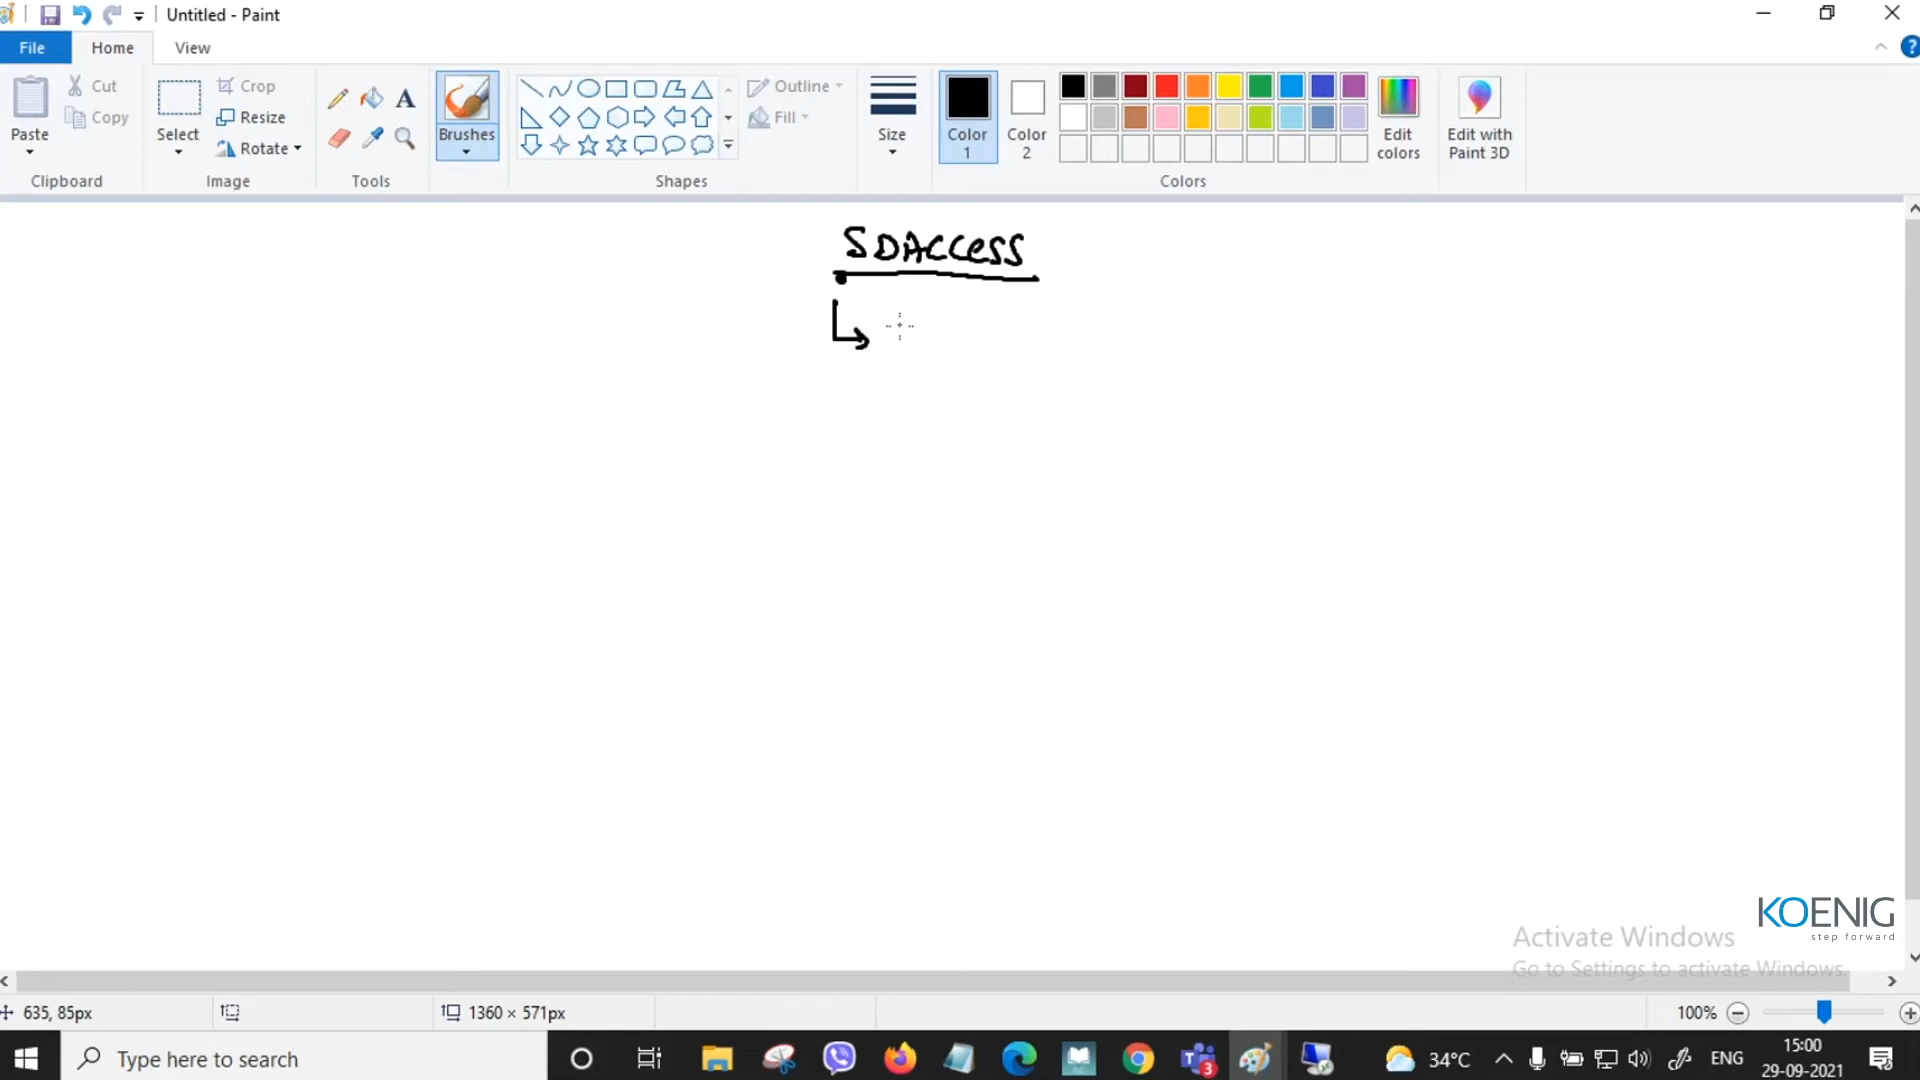 Untitled - Paint
File Home View
Paste
Cut
Copy
Clipboard
Select
Crop
Resize
Rotate
Image
Tools
Brushes
Shapes
Outline
Fill
Size
Color 1
Color 2
Colors
Edit colors
Edit with Paint 3D
SDACCeSS
KOENIG
step forward
Activate Windows
Go to Settings to activate Windows.
635, 85px
1360 × 571px
100%
Type here to search
3
34°C
ENG
15:00
29-09-2021